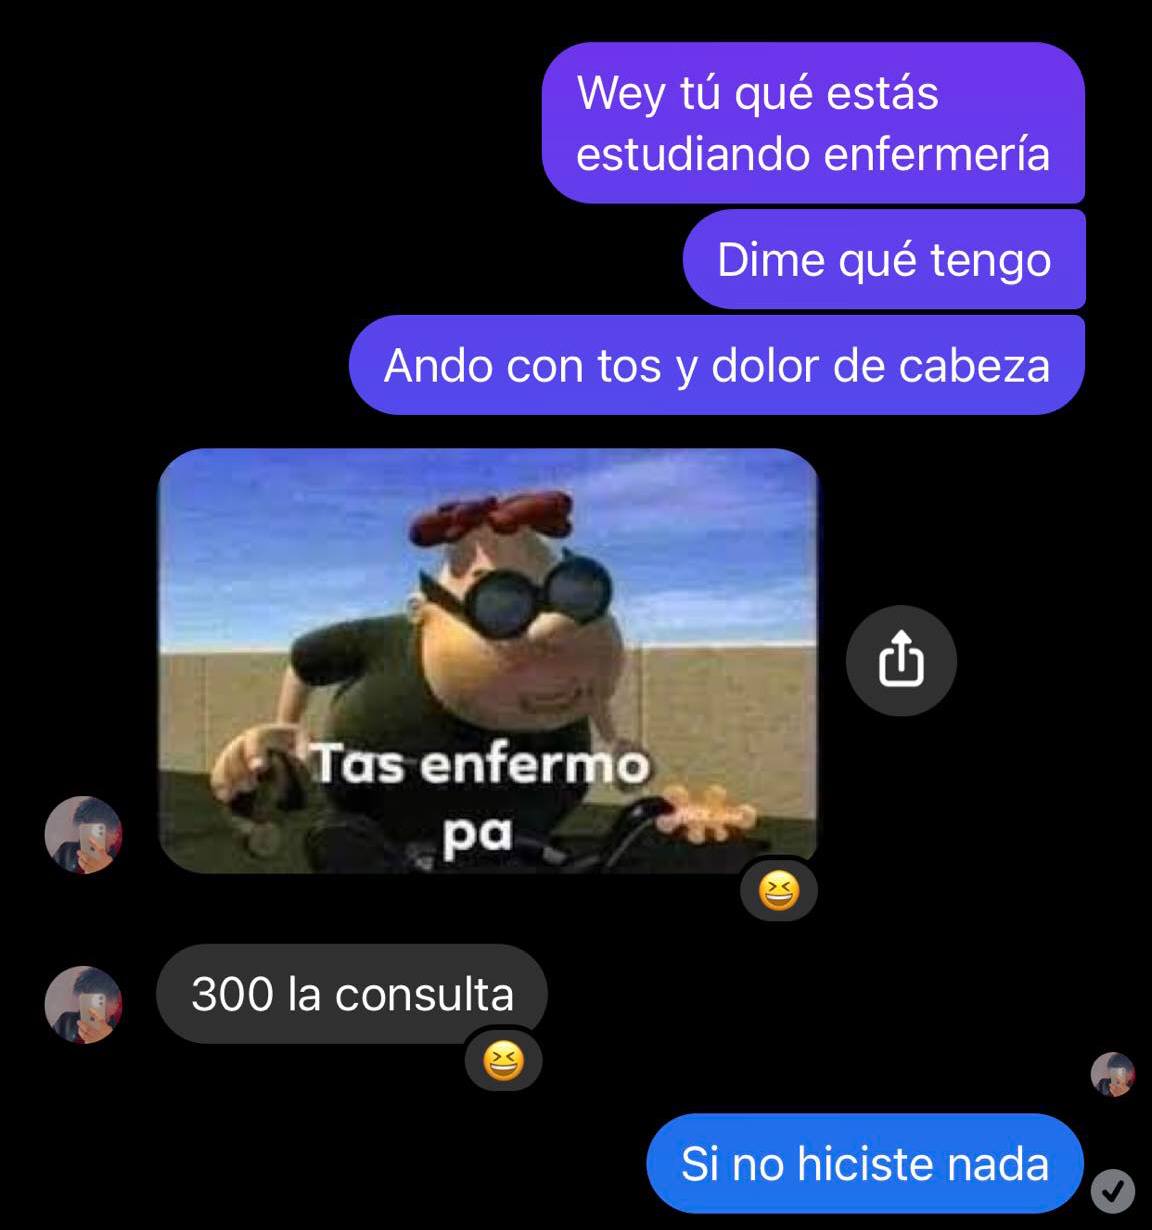 Wey tú qué estás
estudiando enfermería
Dime qué tengo
Ando con tos y dolor de cabeza
Tas enfermo
pa
300 la consulta
Si no hiciste nada